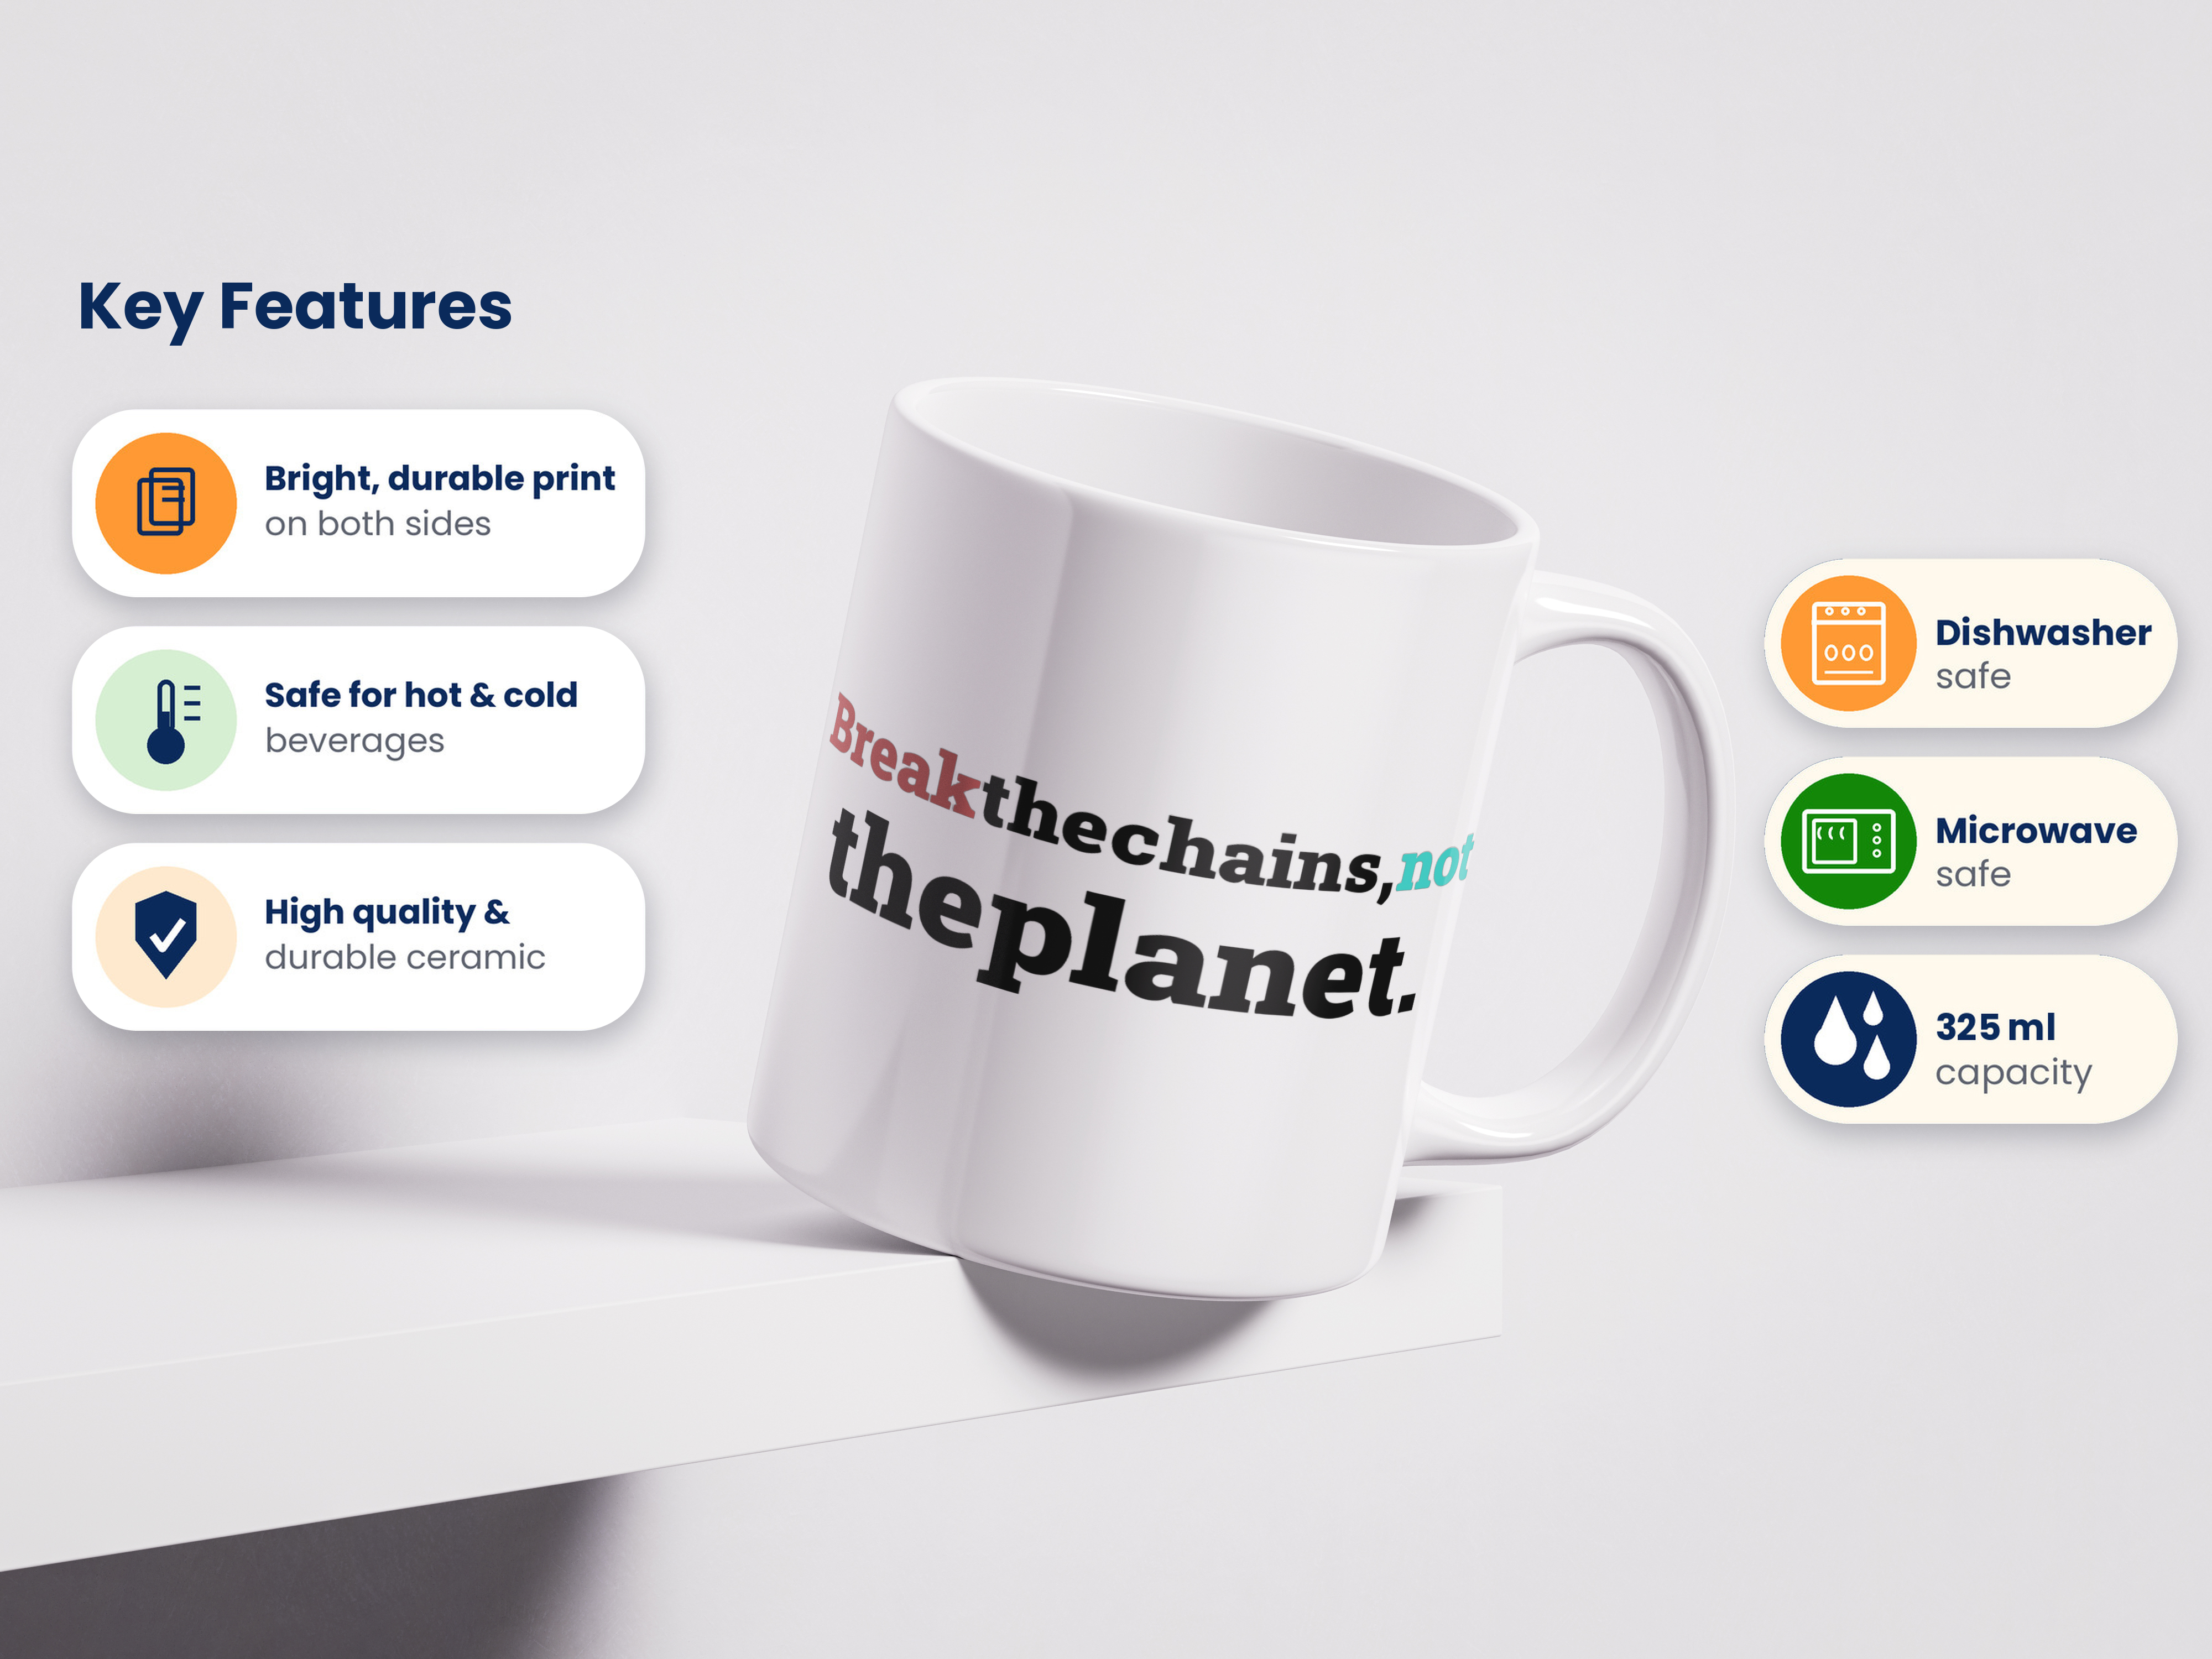 Key Features
Bright, durable print
on both sides
Safe for hot & cold
beverages
High quality &
durable ceramic
Breakthechains,not
theplanet.
Dishwasher
safe
Microwave
safe
325 ml
capacity